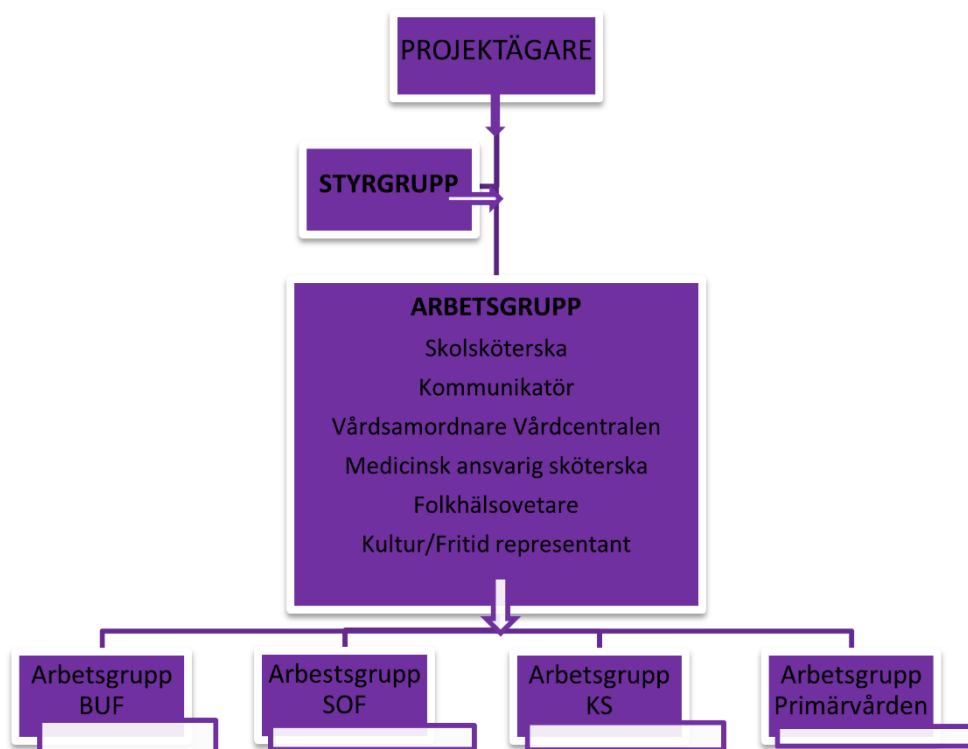 PROJEKTÄGARE
STYRGRUPP
ARBETSGRUPP
Skolsköterska
Kommunikatör
Vårdsamordnare Vårdcentralen
Medicinsk ansvarig sköterska
Folkhälsovetare
Kultur/Fritid representant
Arbetsgrupp
BUF
Arbestsgrupp
SOF
Arbetsgrupp
KS
Arbetsgrupp
Primärvården